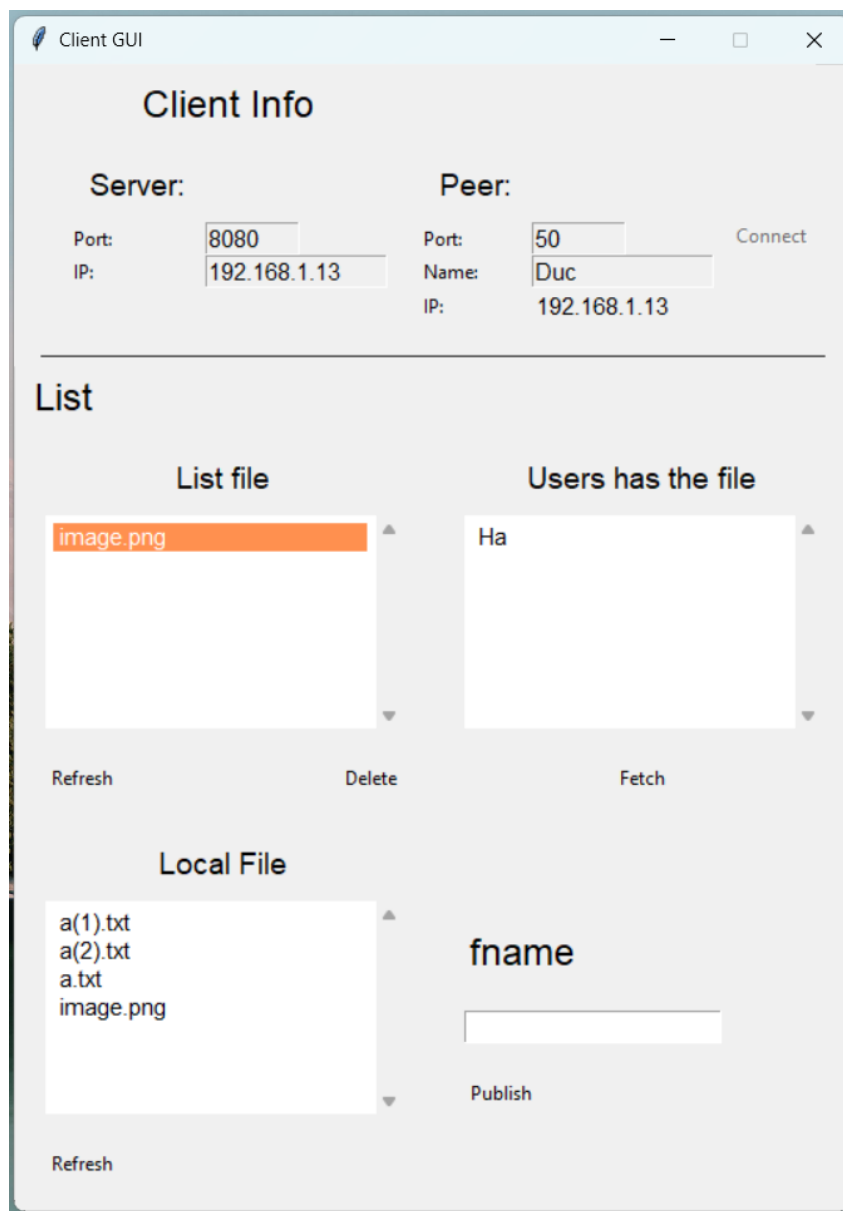 Client GUI
Client Info
Server:
Peer:
Port: 8080
Port: 50
Connect
IP: 192.168.1.13
Name: Duc
IP: 192.168.1.13
List
List file
Users has the file
image.png
Ha
Refresh
Delete
Fetch
Local File
a(1).txt
a(2).txt
a.txt
image.png
fname
Publish
Refresh